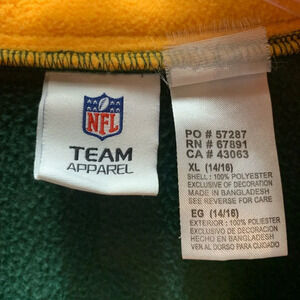 NFL
TEAM
APPAREL
PO # 57287
RN # 67891
CA # 43063
XL (14/16)
SHELL : 100% POLYESTER
EXCLUSIVE OF DECORATION
MADE IN BANGLADESH
SEE REVERSE FOR CARE
EG (14/16)
EXTERIOR : 100% POLIESTER
EXCLUSIVO DE DECORACION
HECHO EN BANGLADESH
VER AL DORSO PARA CUIDADO